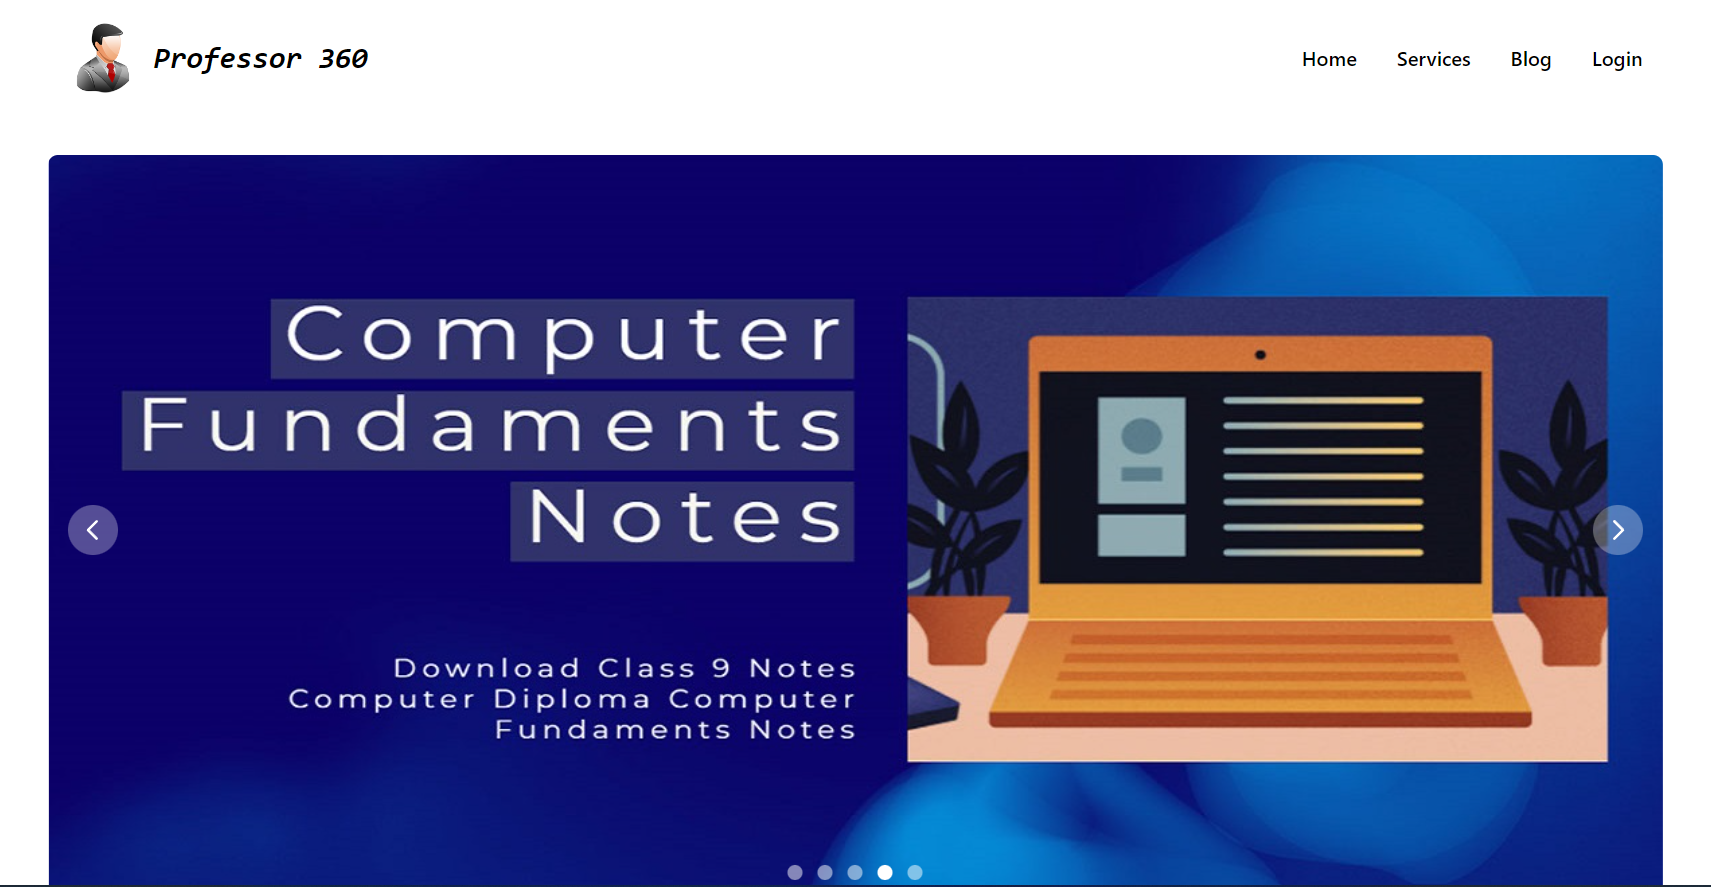 Professor 360
Home Services Blog Login
Computer
Fundaments
Notes
Download Class 9 Notes
Computer Diploma Computer
Fundaments Notes